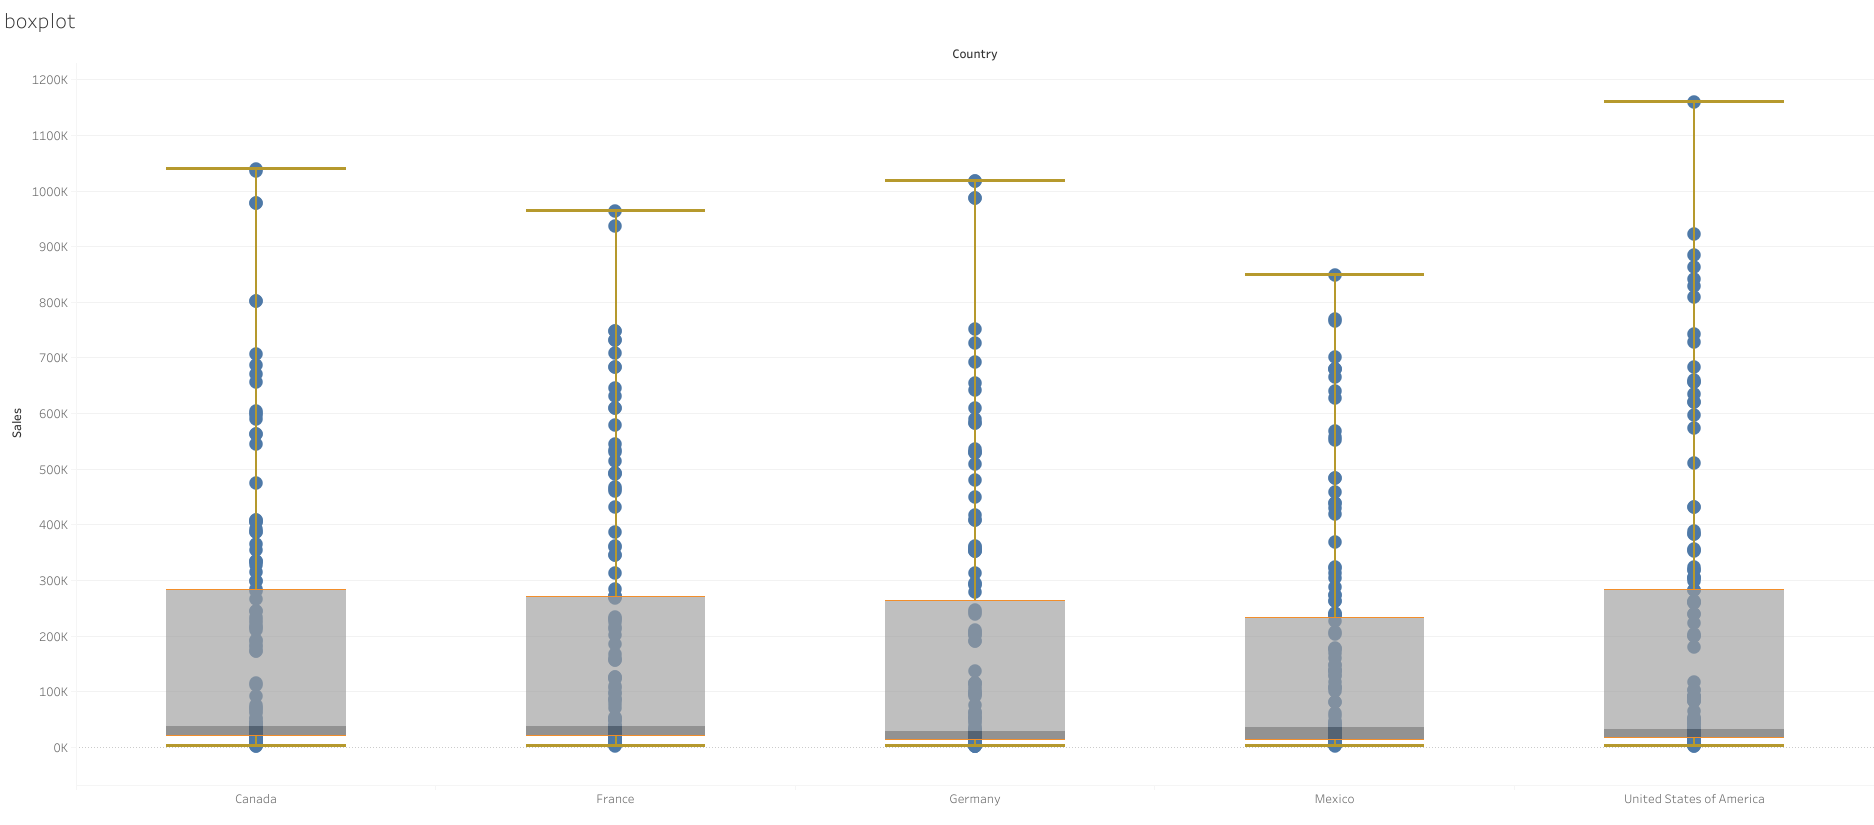 boxplot
Country
1200K
1100K
1000K
900K
800K
700K
600K
500K
400K
300K
200K
100K
0K
Sales
Canada
France
Germany
Mexico
United States of America